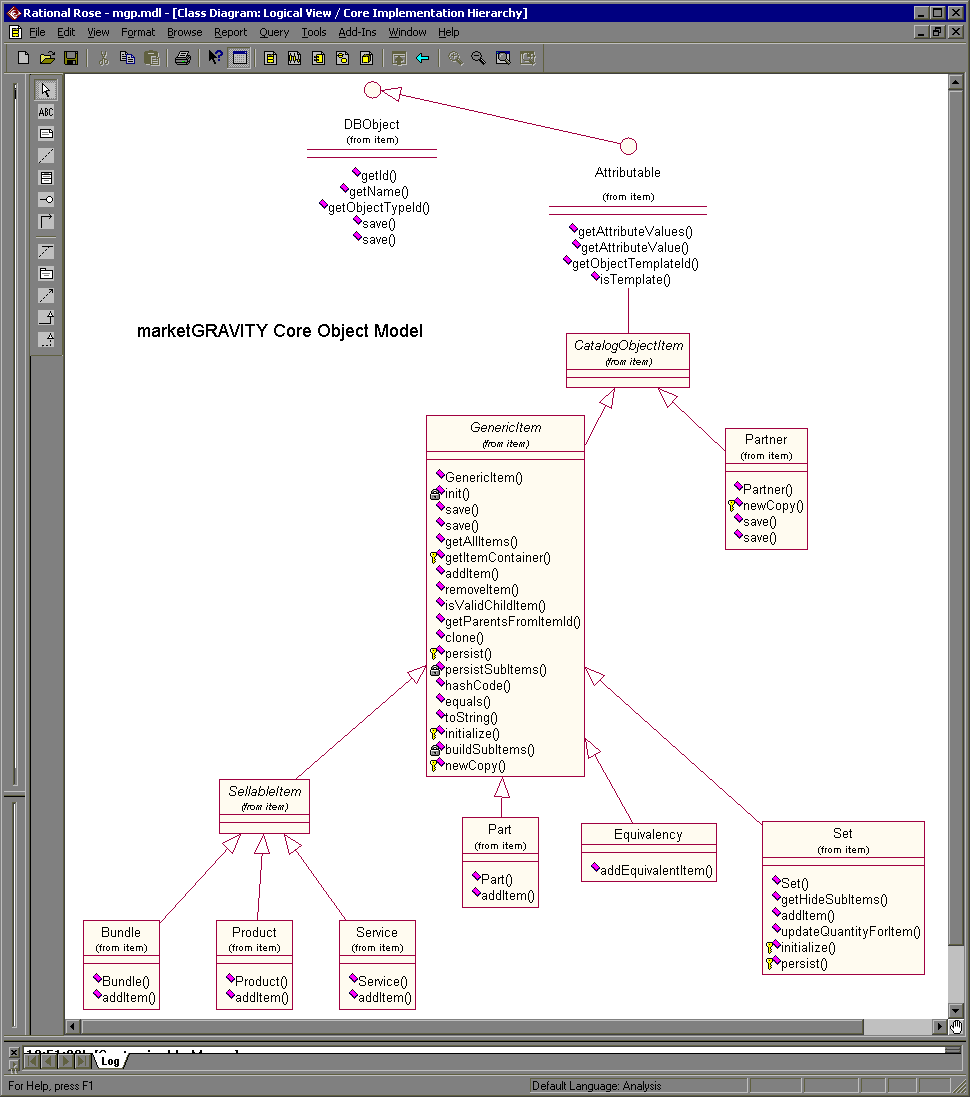 Rational Rose - mgp.mdl - [Class Diagram: Logical View / Core Implementation Hierarchy]
File Edit View Format Browse Report Query Tools Add-Ins Window Help
ABC
DBObject
(from item)
getId()
getName()
getObjectTypeId()
save()
save()
Attributable
(from item)
getAttributeValues()
getAttributeValue()
getObjectTemplateId()
isTemplate()
marketGRAVITY Core Object Model
CatalogObjectItem
(from item)
GenericItem
(from item)
GenericItem()
init()
save()
save()
getAllItems()
getItemContainer()
addItem()
removeItem()
isValidChildItem()
getParentsFromItemId()
clone()
persist()
persistSubItems()
hashCode()
equals()
toString()
initialize()
buildSubItems()
newCopy()
Partner
(from item)
Partner()
newCopy()
save()
save()
SellableItem
(from item)
Part
(from item)
Part()
addItem()
Equivalency
addEquivalentItem()
Set
(from item)
Set()
getHideSubItems()
addItem()
updateQuantityForItem()
initialize()
persist()
Bundle
(from item)
Bundle()
addItem()
Product
(from item)
Product()
addItem()
Service
(from item)
Service()
addItem()
Log
For Help, press F1
Default Language: Analysis